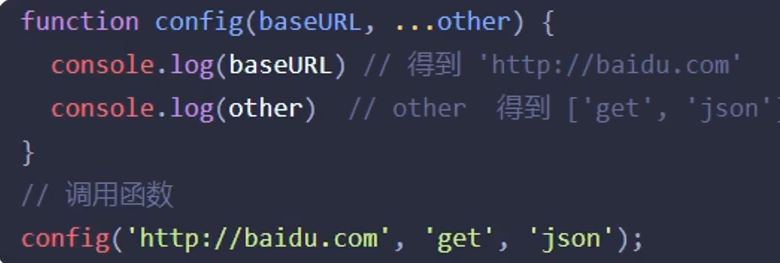 function config(baseURL, ...other) {
  console.log(baseURL) // 得到 'http://baidu.com'
  console.log(other)  // other  得到 ['get', 'json']
}
// 调用函数
config('http://baidu.com', 'get', 'json');